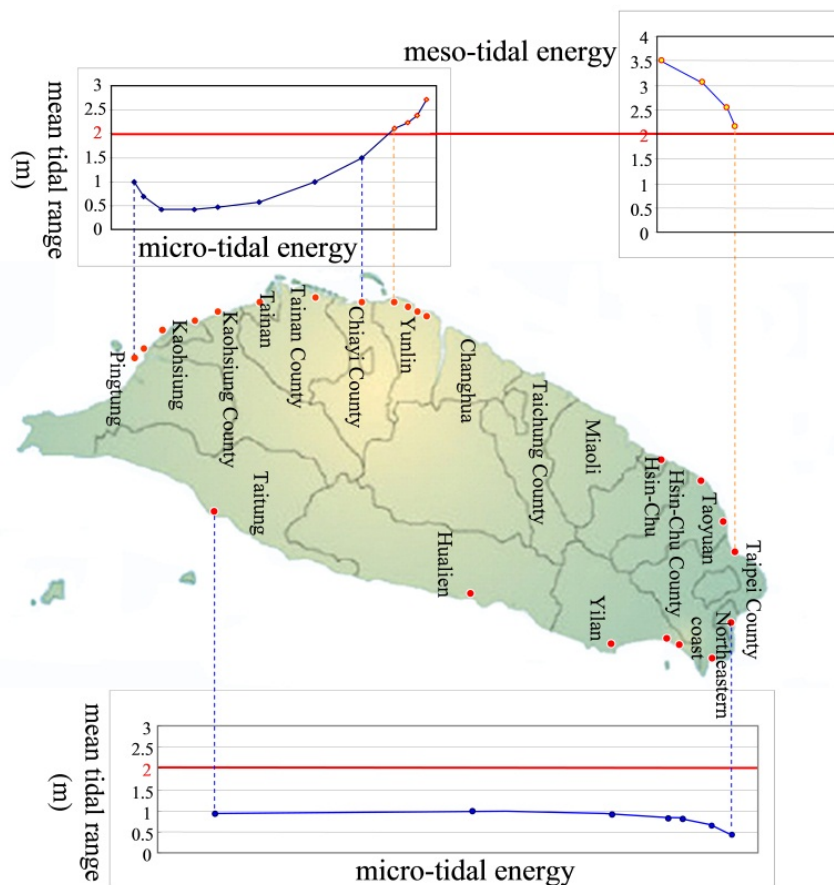 meso-tidal energy
4
3.5
3
2.5
2
1.5
1
0.5
0
mean tidal range
(m)
3
2.5
2
1.5
1
0.5
0
micro-tidal energy
Pingtung
Kaohsiung
Kaohsiung County
Tainan
Tainan County
Chiayi County
Yunlin
Changhua
Taichung County
Miaoli
Hsin-Chu
Hsin-Chu County
Taoyuan
Taipei County
Northeastern
coast
Yilan
Hualien
Taitung
mean tidal range
(m)
3
2.5
2
1.5
1
0.5
0
micro-tidal energy